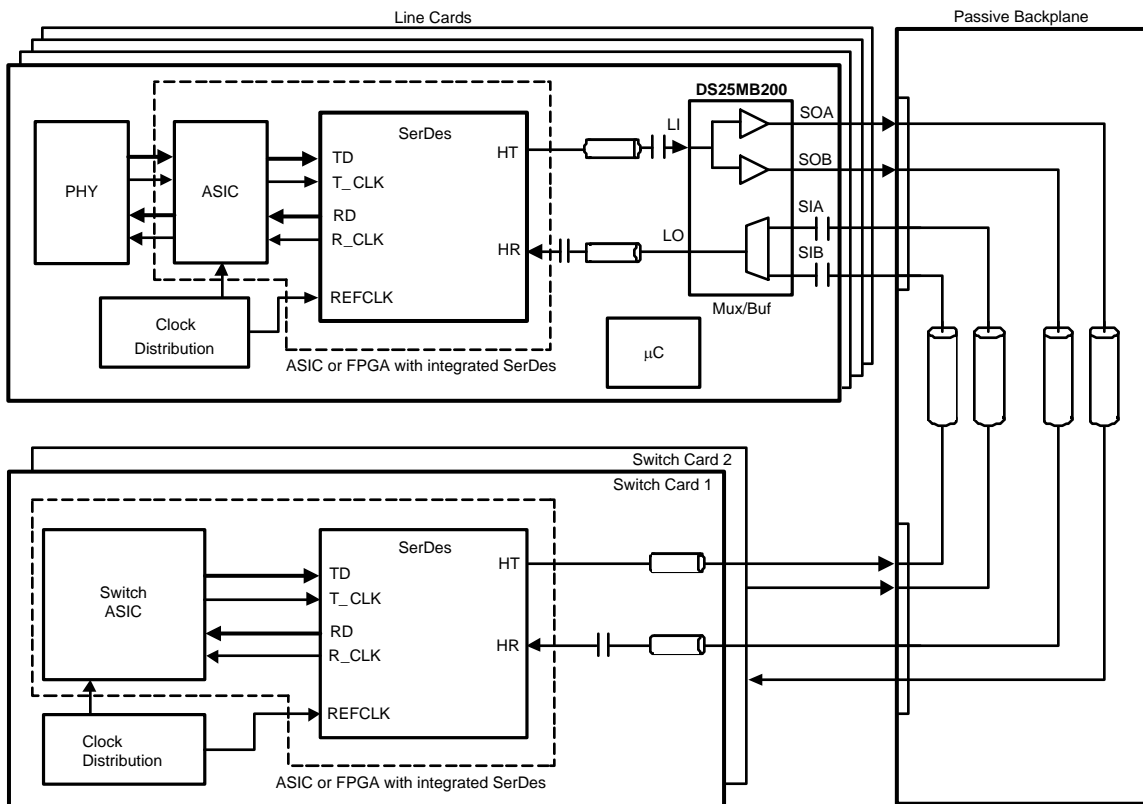 Line Cards
Passive Backplane
DS25MB200
SerDes
LI
SOA
HT
TD
PHY
ASIC
T_CLK
SOB
RD
SIA
R_CLK
LO
HR
SIB
REFCLK
Mux/Buf
Clock
Distribution
µC
ASIC or FPGA with integrated SerDes
Switch Card 2
Switch Card 1
SerDes
HT
TD
Switch
ASIC
T_CLK
RD
HR
R_CLK
REFCLK
Clock
Distribution
ASIC or FPGA with integrated SerDes